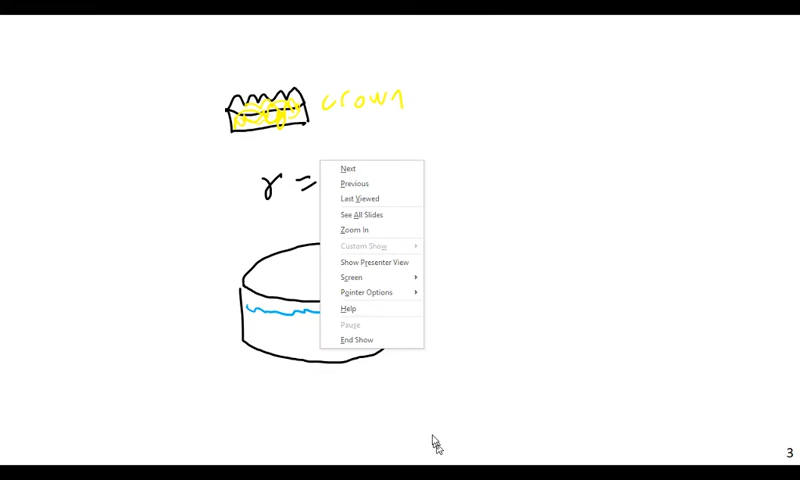 crown
γ =
Next
Previous
Last Viewed
See All Slides
Zoom In
Custom Show
Show Presenter View
Screen
Pointer Options
Help
Pause
End Show
3